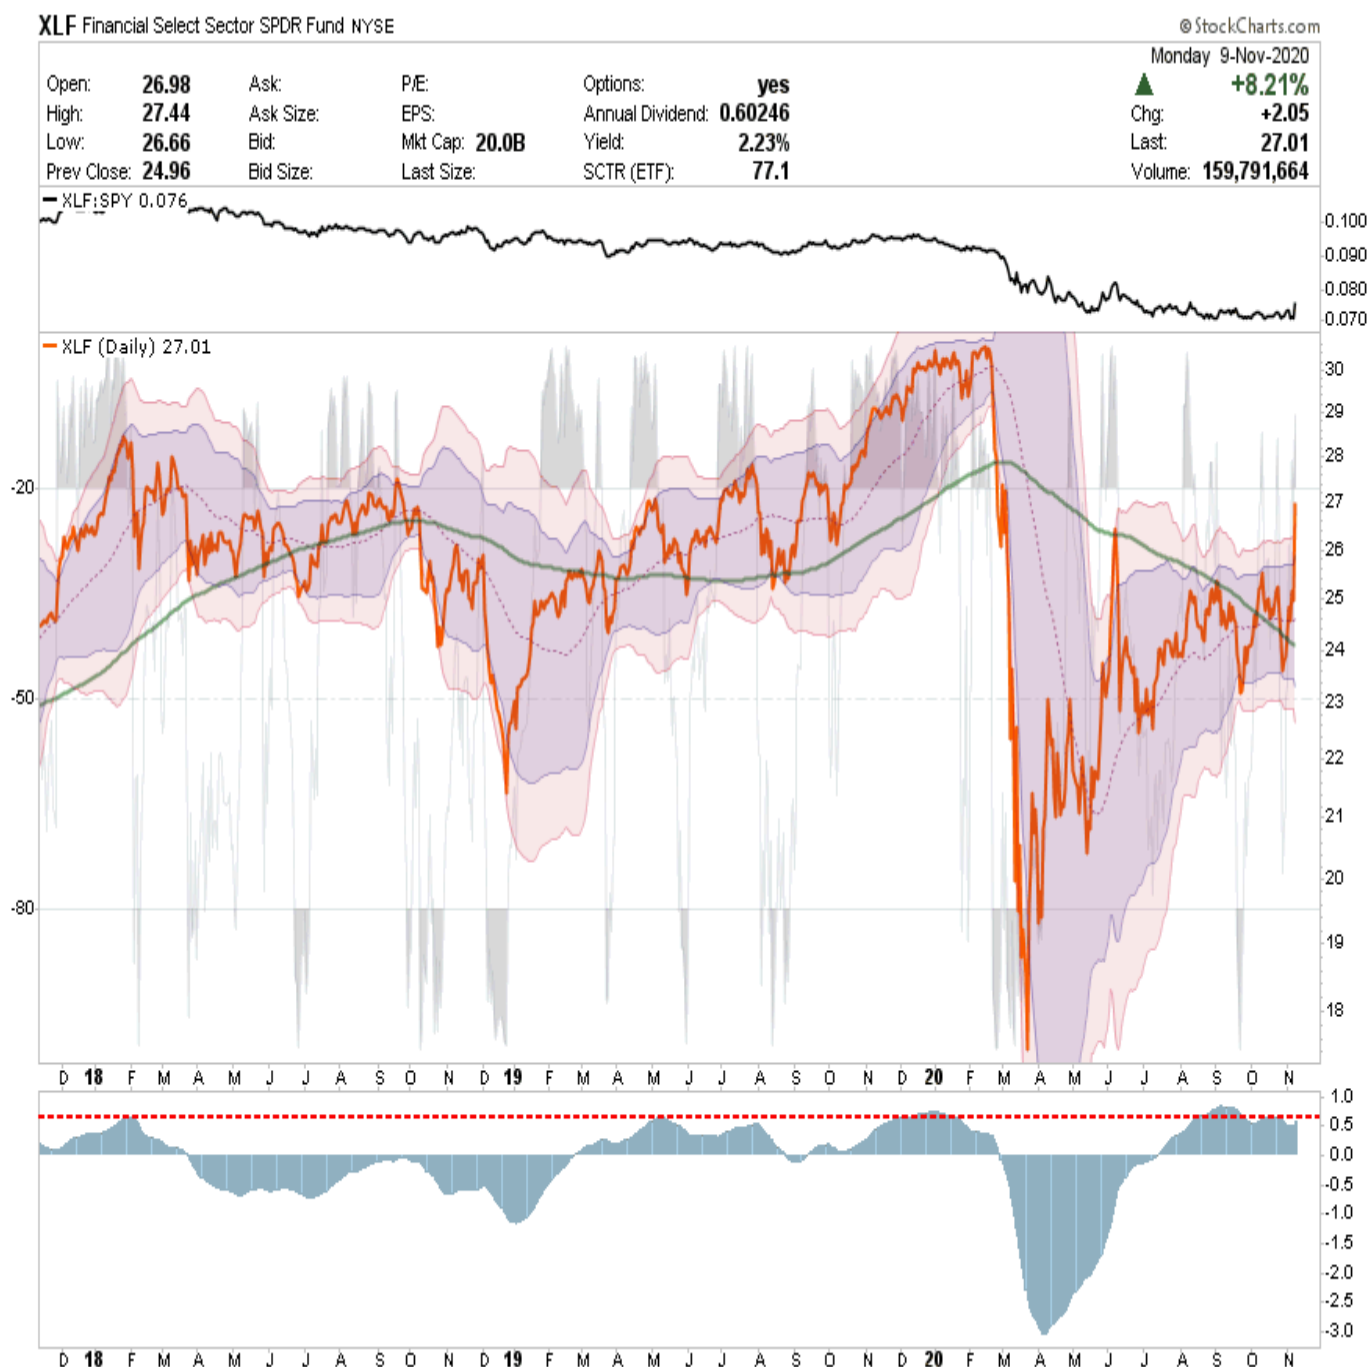 XLF Financial Select Sector SPDR Fund NYSE © StockCharts.com
Monday 9-Nov-2020
Open: 26.98 Ask: P/E: Options: yes ▲ +8.21%
High: 27.44 Ask Size: EPS: Annual Dividend: 0.60246 Chg: +2.05
Low: 26.66 Bid: Mkt Cap: 20.0B Yield: 2.23% Last: 27.01
Prev Close: 24.96 Bid Size: Last Size: SCTR (ETF): 77.1 Volume: 159,791,664
XLF:SPY 0.076
0.100
0.090
0.080
0.070
XLF (Daily) 27.01
30
29
28
-20
27
26
25
24
-50
23
22
21
20
-80
19
18
D 18 F M A M J J A S O N D 19 F M A M J J A S O N D 20 F M A M J J A S O N
1.0
0.5
0.0
-0.5
-1.0
-1.5
-2.0
-2.5
-3.0
D 18 F M A M J J A S O N D 19 F M A M J J A S O N D 20 F M A M J J A S O N